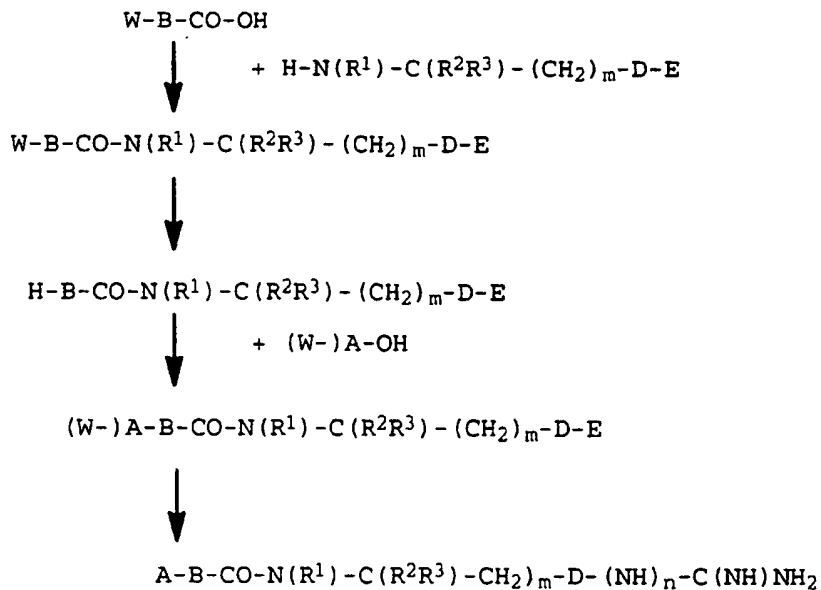 W-B-CO-OH
+ H-N(R¹)-C(R²R³)-(CH₂)ₘ-D-E
W-B-CO-N(R¹)-C(R²R³)-(CH₂)ₘ-D-E
H-B-CO-N(R¹)-C(R²R³)-(CH₂)ₘ-D-E
+ (W-)A-OH
(W-)A-B-CO-N(R¹)-C(R²R³)-(CH₂)ₘ-D-E
A-B-CO-N(R¹)-C(R²R³)-CH₂)ₘ-D-(NH)ₙ-C(NH)NH₂